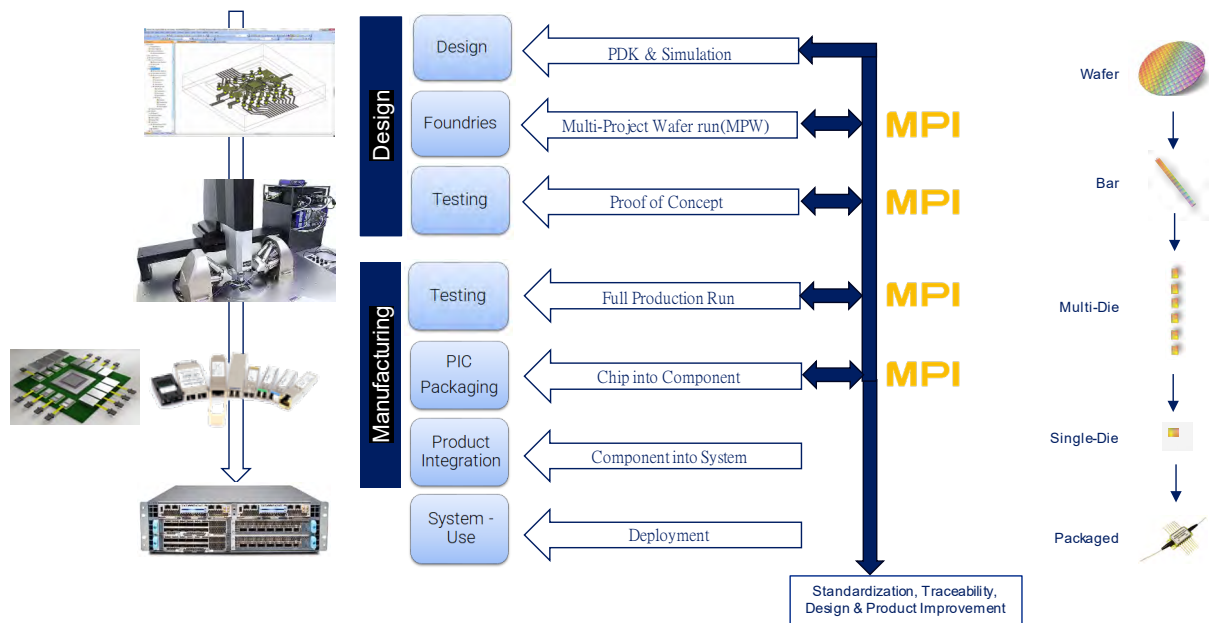 Design
Design
PDK & Simulation
Foundries
Multi-Project Wafer run(MPW)
MPI
Testing
Proof of Concept
MPI
Manufacturing
Testing
Full Production Run
MPI
PIC
Packaging
Chip into Component
MPI
Product
Integration
Component into System
System -
Use
Deployment
Standardization, Traceability,
Design & Product Improvement
Wafer
Bar
Multi-Die
Single-Die
Packaged